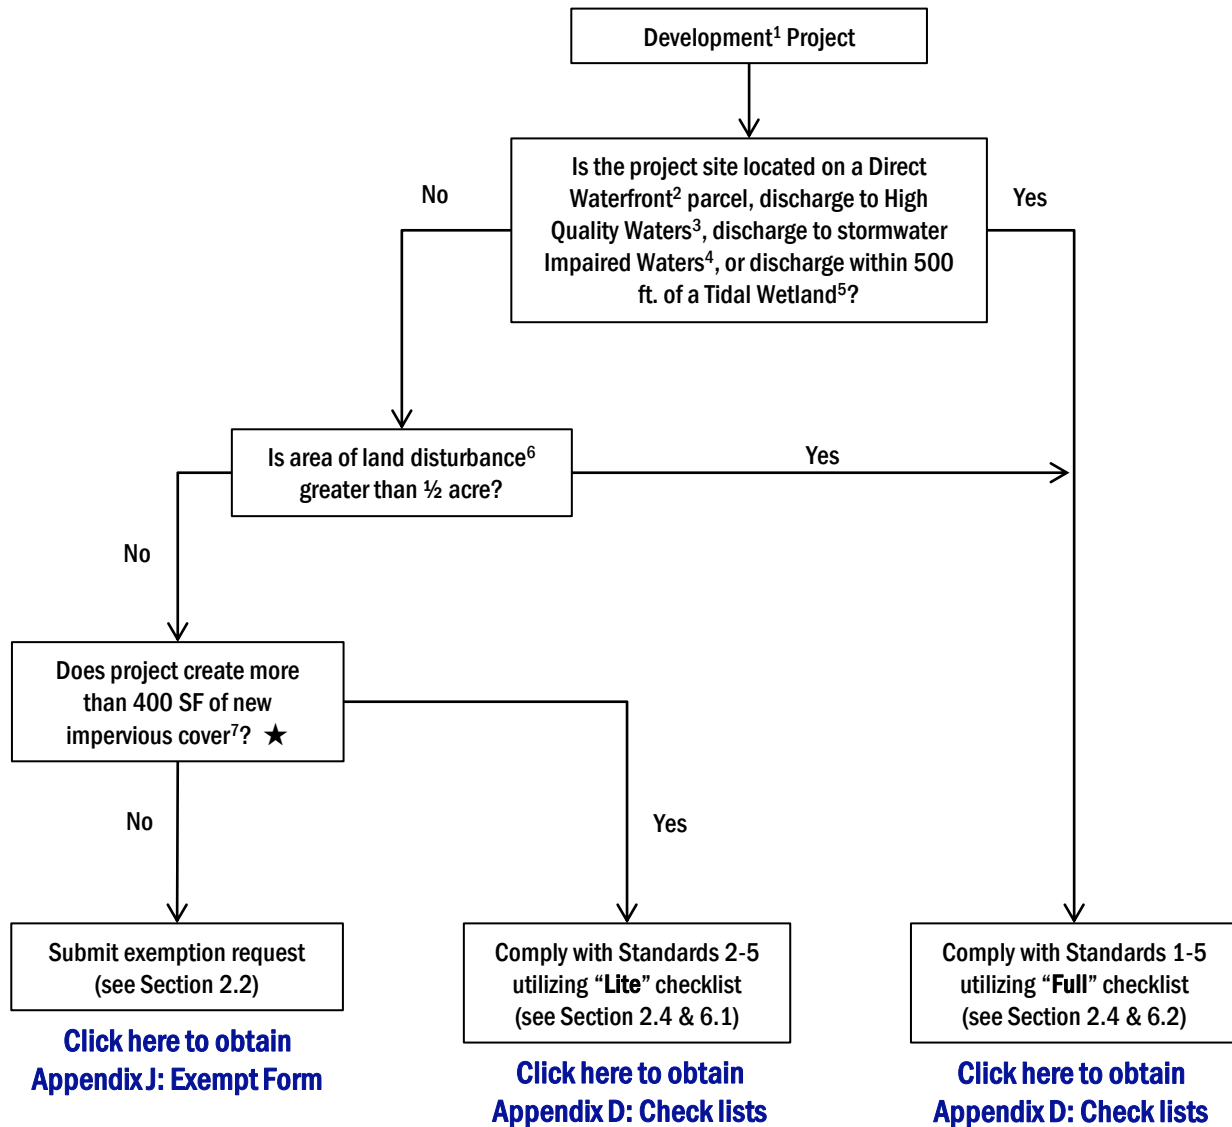 Development¹ Project
Is the project site located on a Direct
Waterfront² parcel, discharge to High
Quality Waters³, discharge to stormwater
Impaired Waters⁴, or discharge within 500
ft. of a Tidal Wetland⁵?
No
Yes
Is area of land disturbance⁶
greater than ½ acre?
Yes
No
Does project create more
than 400 SF of new
impervious cover⁷? ★
No
Yes
Submit exemption request
(see Section 2.2)
Click here to obtain
Appendix J: Exempt Form
Comply with Standards 2-5
utilizing “Lite” checklist
(see Section 2.4 & 6.1)
Click here to obtain
Appendix D: Check lists
Comply with Standards 1-5
utilizing “Full” checklist
(see Section 2.4 & 6.2)
Click here to obtain
Appendix D: Check lists